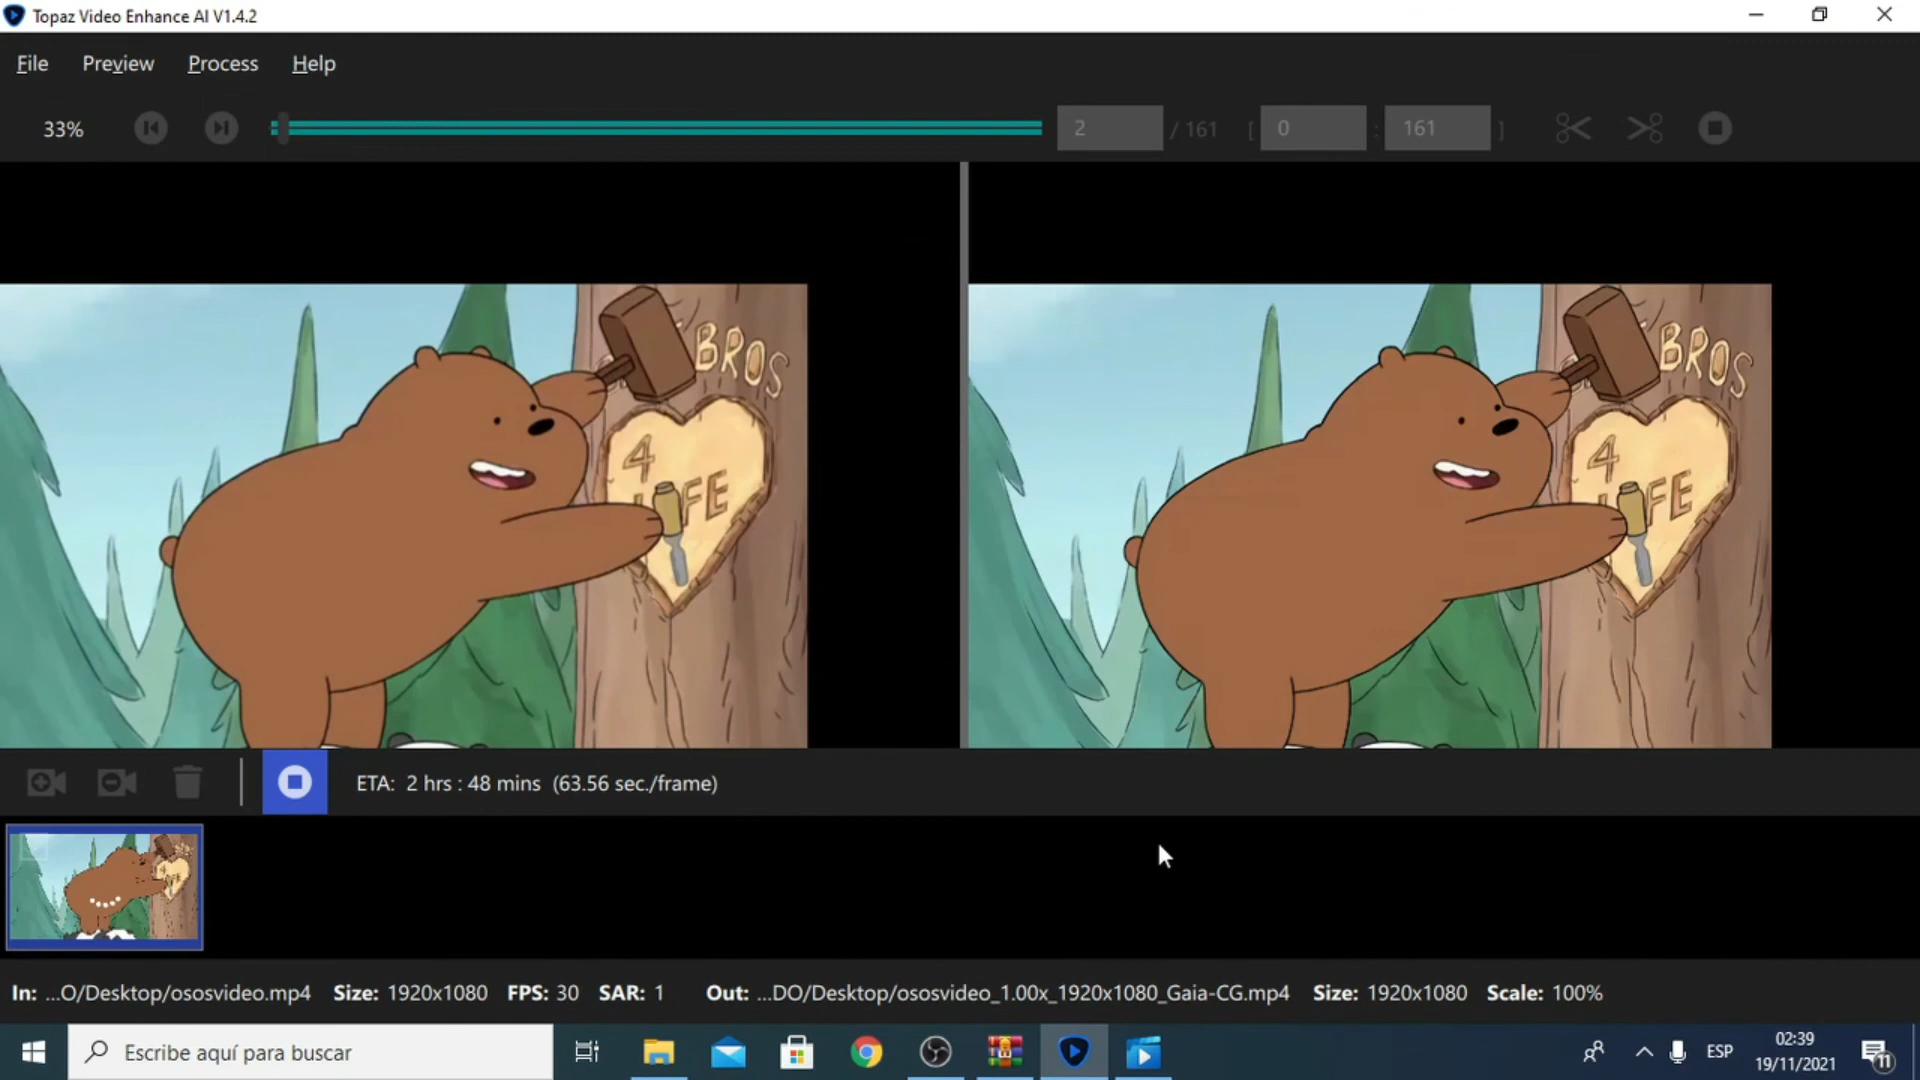 Topaz Video Enhance AI V1.4.2
File Preview Process Help
33% 2 / 161 [ 0 : 161 ]
BROS
4
LIFE
BROS
4
LIFE
ETA: 2 hrs : 48 mins (63.56 sec./frame)
In: ...O/Desktop/ososvideo.mp4 Size: 1920x1080 FPS: 30 SAR: 1 Out: ...DO/Desktop/ososvideo_1.00x_1920x1080_Gaia-CG.mp4 Size: 1920x1080 Scale: 100%
Escribe aquí para buscar
ESP
02:39
19/11/2021
11